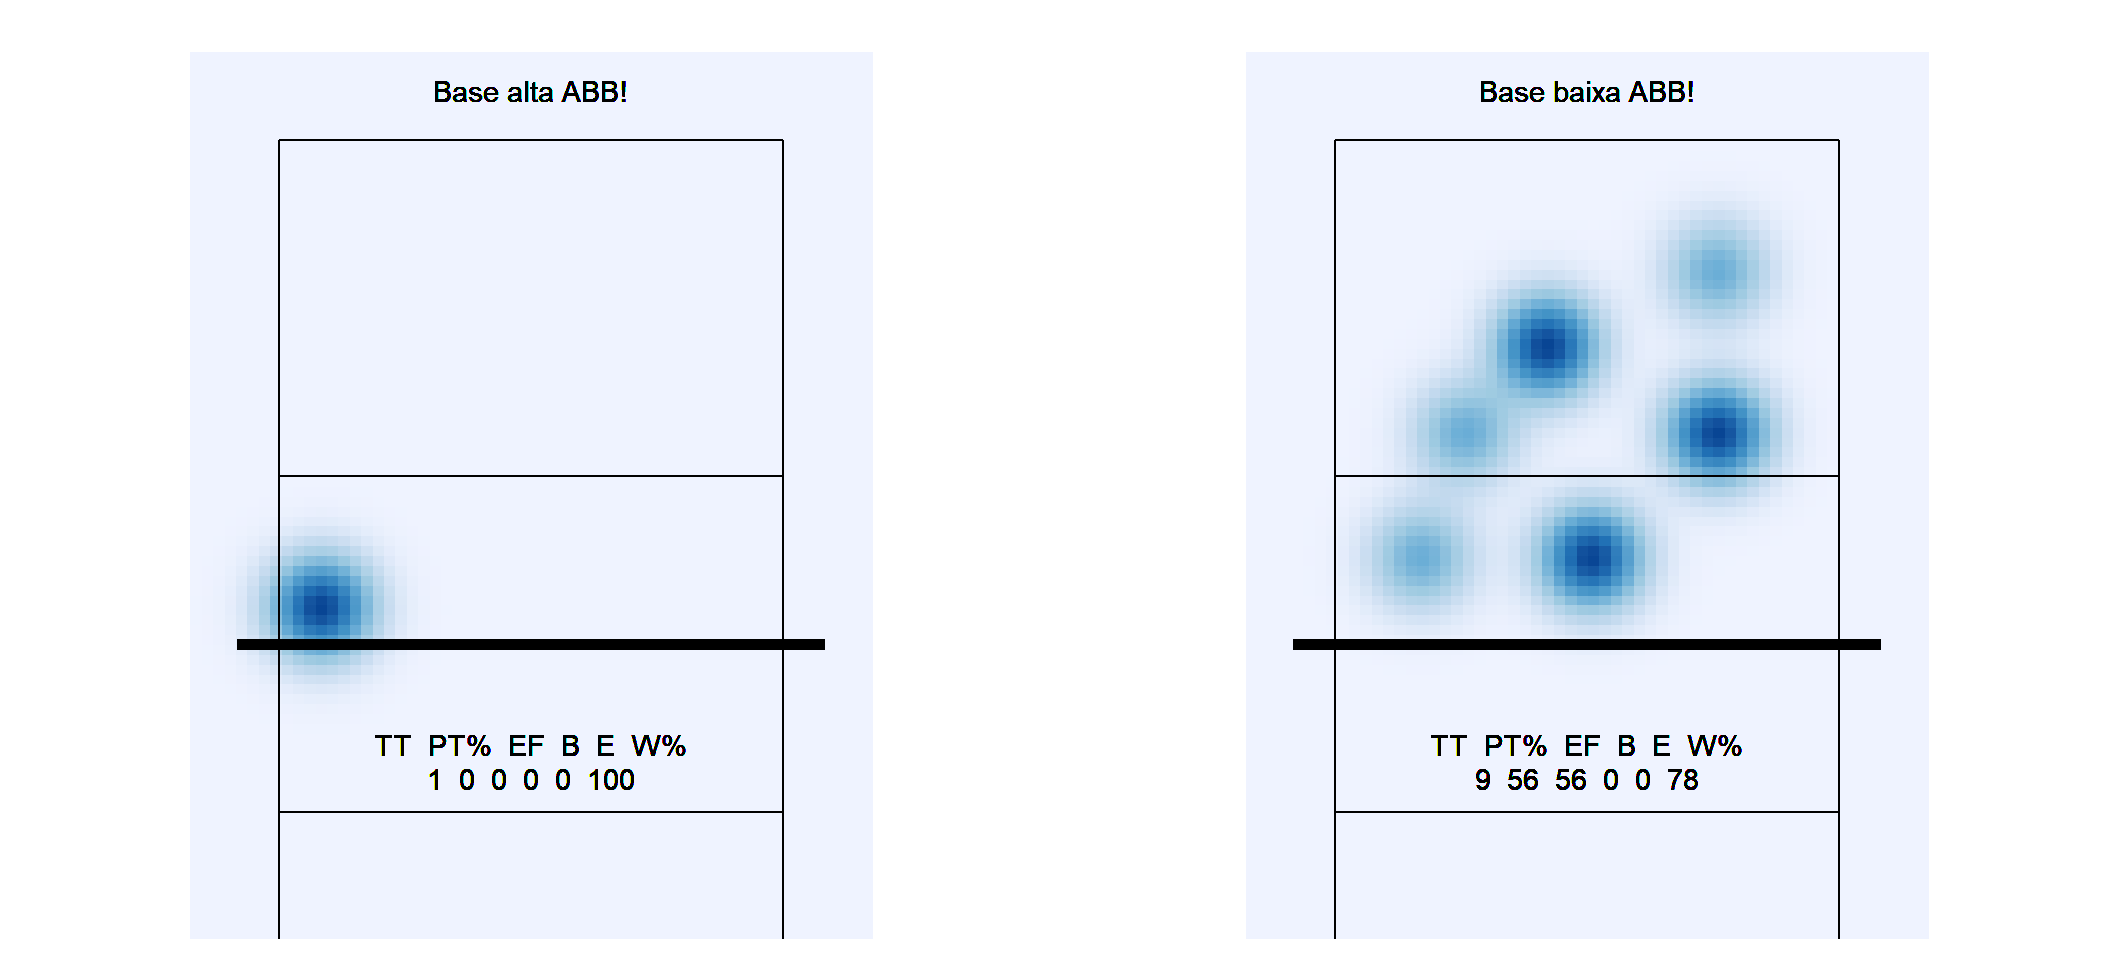 Base alta ABB!
TT PT% EF B E W%
1 0 0 0 0 100
Base baixa ABB!
TT PT% EF B E W%
9 56 56 0 0 78